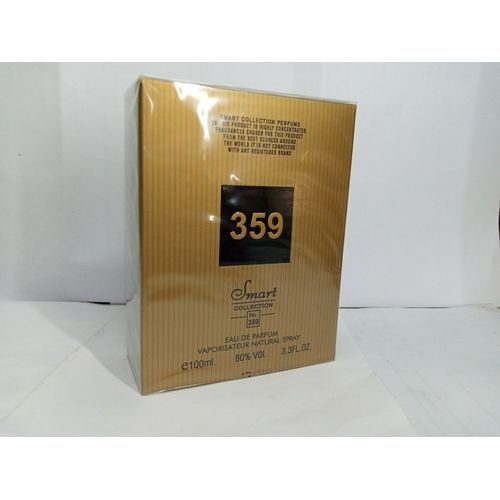 SMART COLLECTION PERFUME
IN THIS PRODUCT IS HIGHLY CONCENTRATED
FRAGRANCES CHOSEN FOR THIS PRODUCT
FROM THE BEST SOURCES AROUND
THE WORLD IT IS NOT CONNECTED
WITH ANY REGISTERED BRAND
359
Smart
COLLECTION
No.
359
EAU DE PARFUM
VAPORISATEUR NATURAL SPRAY
e100ml. 80% VOL 3.3FL.OZ.